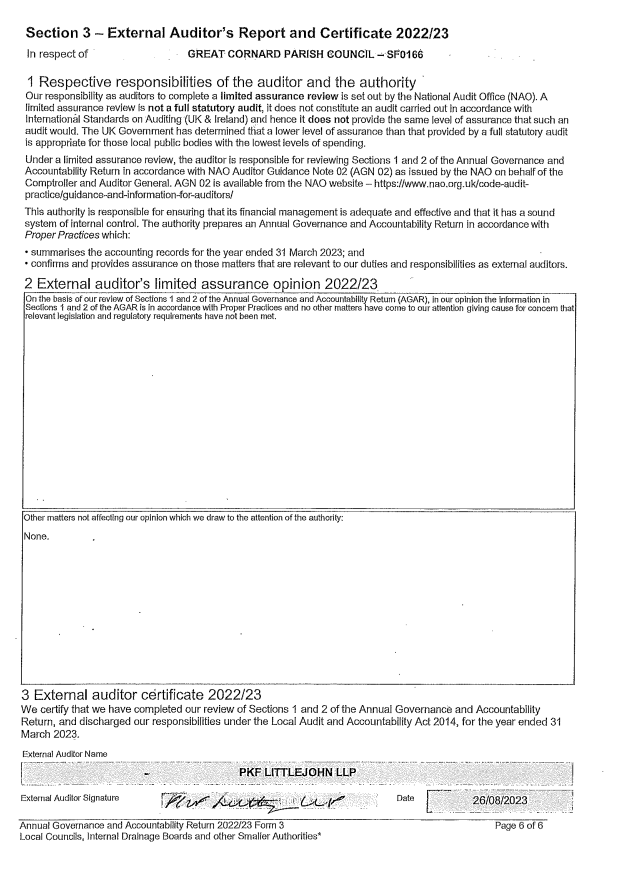 Section 3 – External Auditor's Report and Certificate 2022/23
In respect of GREAT CORNARD PARISH COUNCIL – SF0166
1 Respective responsibilities of the auditor and the authority
Our responsibility as auditors to complete a limited assurance review is set out by the National Audit Office (NAO). A
limited assurance review is not a full statutory audit, it does not constitute an audit carried out in accordance with
International Standards on Auditing (UK & Ireland) and hence it does not provide the same level of assurance that such an
audit would. The UK Government has determined that a lower level of assurance than that provided by a full statutory audit
is appropriate for those local public bodies with the lowest levels of spending.
Under a limited assurance review, the auditor is responsible for reviewing Sections 1 and 2 of the Annual Governance and
Accountability Return in accordance with NAO Auditor Guidance Note 02 (AGN 02) as issued by the NAO on behalf of the
Comptroller and Auditor General. AGN 02 is available from the NAO website – https://www.nao.org.uk/code-audit-
practice/guidance-and-information-for-auditors/
This authority is responsible for ensuring that its financial management is adequate and effective and that it has a sound
system of internal control. The authority prepares an Annual Governance and Accountability Return in accordance with
Proper Practices which:
• summarises the accounting records for the year ended 31 March 2023; and
• confirms and provides assurance on those matters that are relevant to our duties and responsibilities as external auditors.
2 External auditor's limited assurance opinion 2022/23
On the basis of our review of Sections 1 and 2 of the Annual Governance and Accountability Return (AGAR), in our opinion the information in
Sections 1 and 2 of the AGAR is in accordance with Proper Practices and no other matters have come to our attention giving cause for concern that
relevant legislation and regulatory requirements have not been met.
Other matters not affecting our opinion which we draw to the attention of the authority:
None.
3 External auditor certificate 2022/23
We certify that we have completed our review of Sections 1 and 2 of the Annual Governance and Accountability
Return, and discharged our responsibilities under the Local Audit and Accountability Act 2014, for the year ended 31
March 2023.
External Auditor Name
PKF LITTLEJOHN LLP
External Auditor Signature Date 26/08/2023
Annual Governance and Accountability Return 2022/23 Form 3 Page 6 of 6
Local Councils, Internal Drainage Boards and other Smaller Authorities*